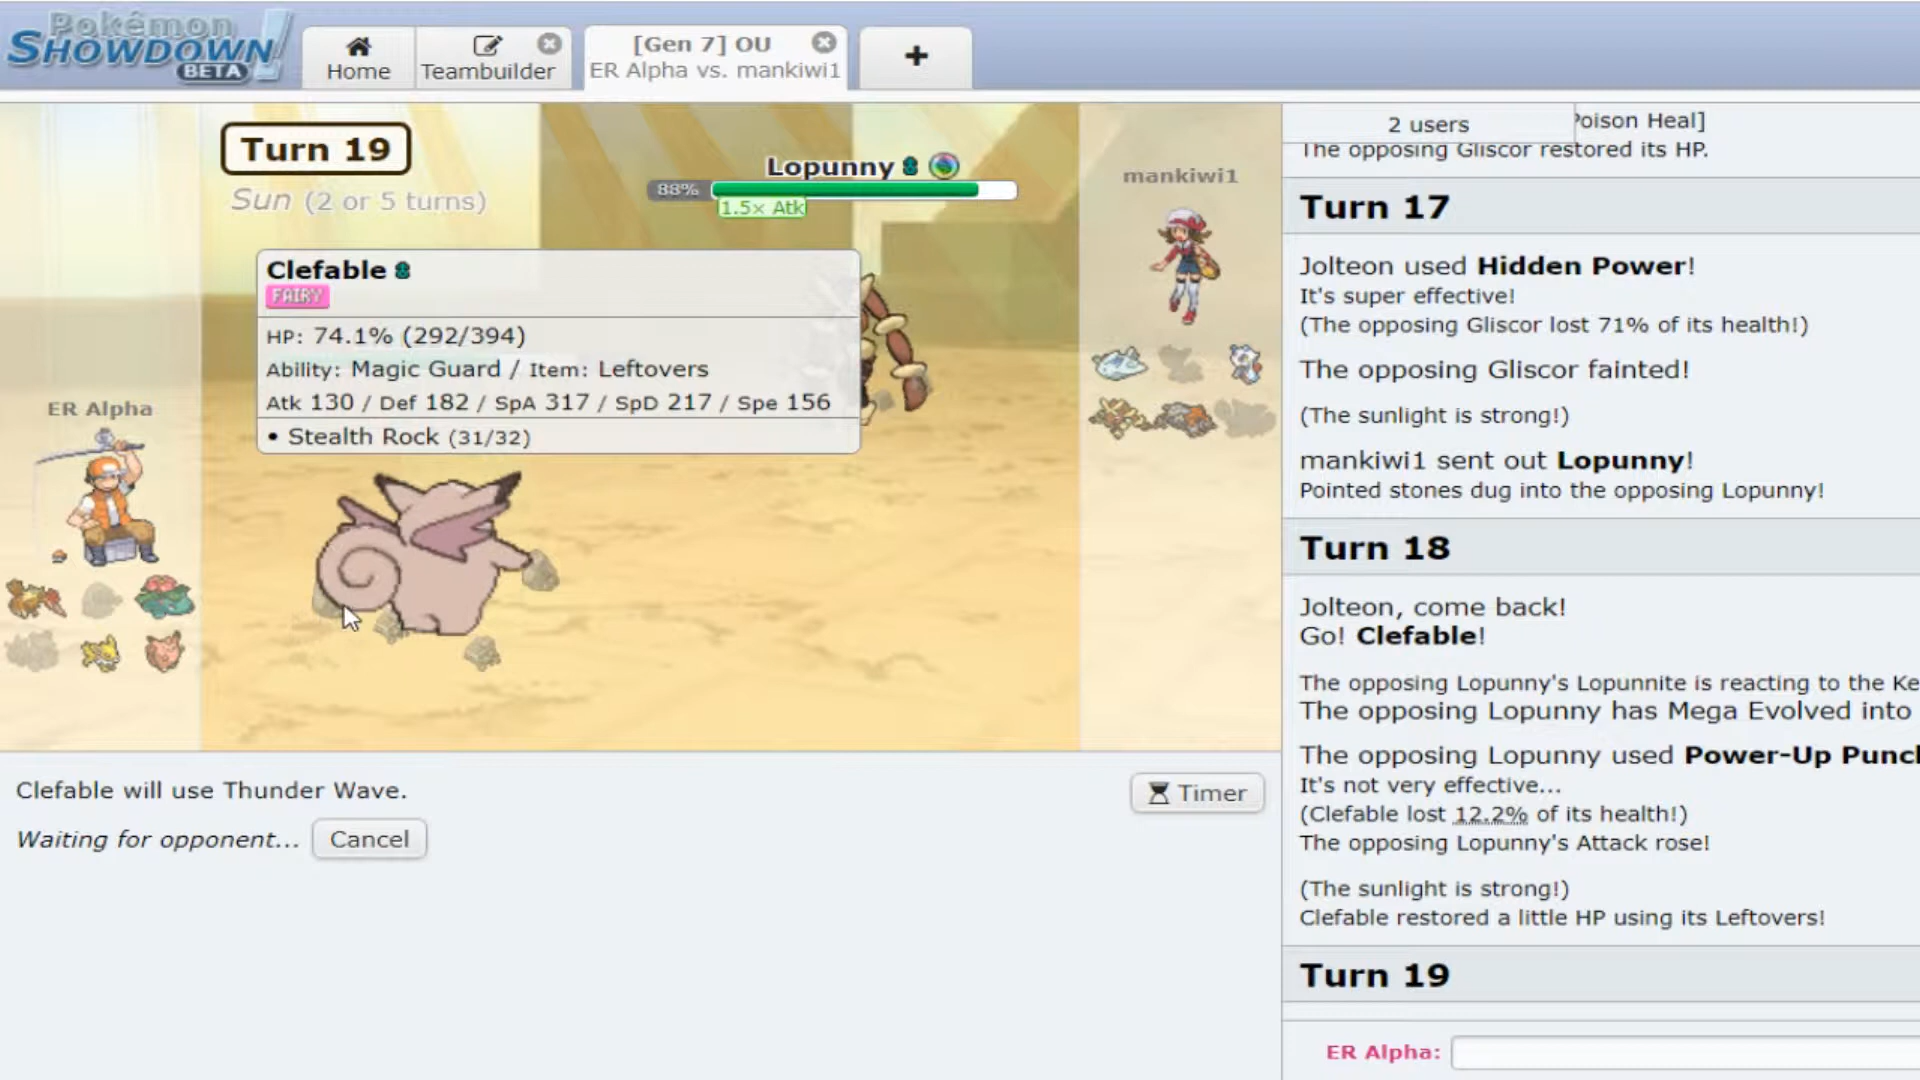 Pokémon
SHOWDOWN!
BETA
Home
Teambuilder
[Gen 7] OU
ER Alpha vs. mankiwi1
+
Turn 19
Sun (2 or 5 turns)
Lopunny
88%
1.5× Atk
Clefable
FAIRY
HP: 74.1% (292/394)
Ability: Magic Guard / Item: Leftovers
Atk 130 / Def 182 / SpA 317 / SpD 217 / Spe 156
• Stealth Rock (31/32)
ER Alpha
mankiwi1
Clefable will use Thunder Wave.
Waiting for opponent...
Cancel
Timer
2 users
Poison Heal]
The opposing Gliscor restored its HP.
Turn 17
Jolteon used Hidden Power!
It's super effective!
(The opposing Gliscor lost 71% of its health!)
The opposing Gliscor fainted!
(The sunlight is strong!)
mankiwi1 sent out Lopunny!
Pointed stones dug into the opposing Lopunny!
Turn 18
Jolteon, come back!
Go! Clefable!
The opposing Lopunny's Lopunnite is reacting to the Ke
The opposing Lopunny has Mega Evolved into
The opposing Lopunny used Power-Up Punch
It's not very effective...
(Clefable lost 12.2% of its health!)
The opposing Lopunny's Attack rose!
(The sunlight is strong!)
Clefable restored a little HP using its Leftovers!
Turn 19
ER Alpha: